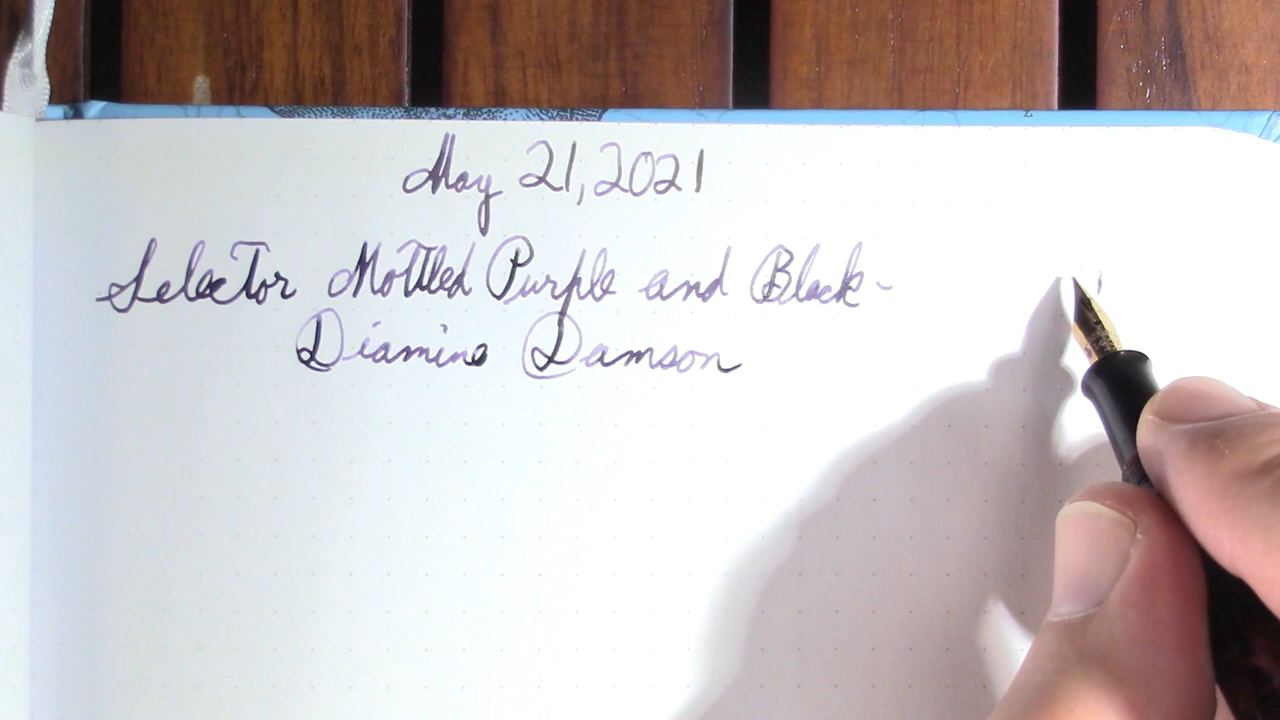 May 21, 2021
Selector Mottled Purple and Black-
Diamine Damson